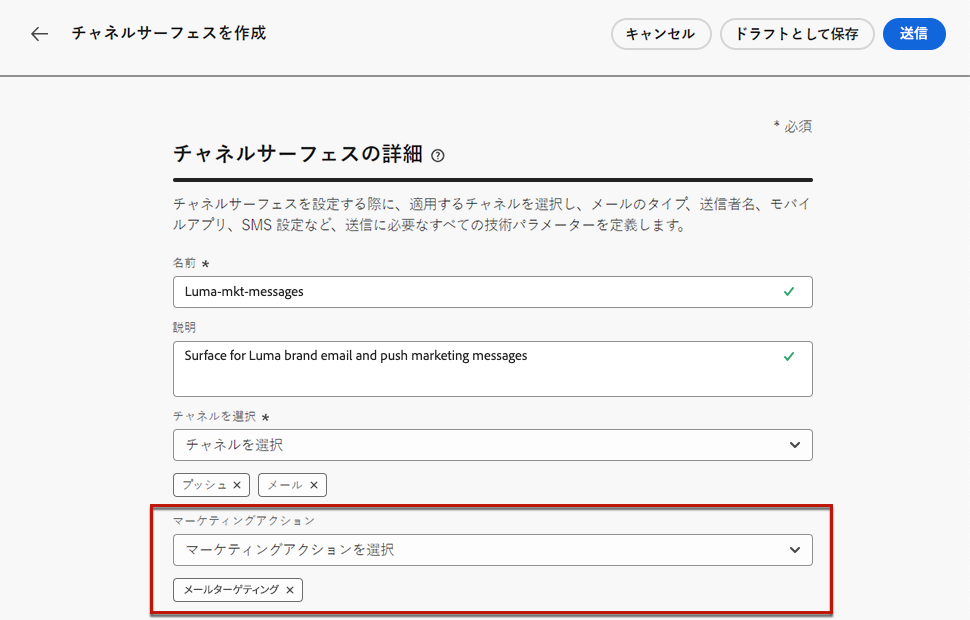 チャネルサーフェスを作成
キャンセル
ドラフトとして保存
送信
* 必須
チャネルサーフェスの詳細
チャネルサーフェスを設定する際に、適用するチャネルを選択し、メールのタイプ、送信者名、モバイ
ルアプリ、SMS 設定など、送信に必要なすべての技術パラメーターを定義します。
名前 *
Luma-mkt-messages
説明
Surface for Luma brand email and push marketing messages
チャネルを選択 *
チャネルを選択
プッシュ ×
メール ×
マーケティングアクション
マーケティングアクションを選択
メールターゲティング ×